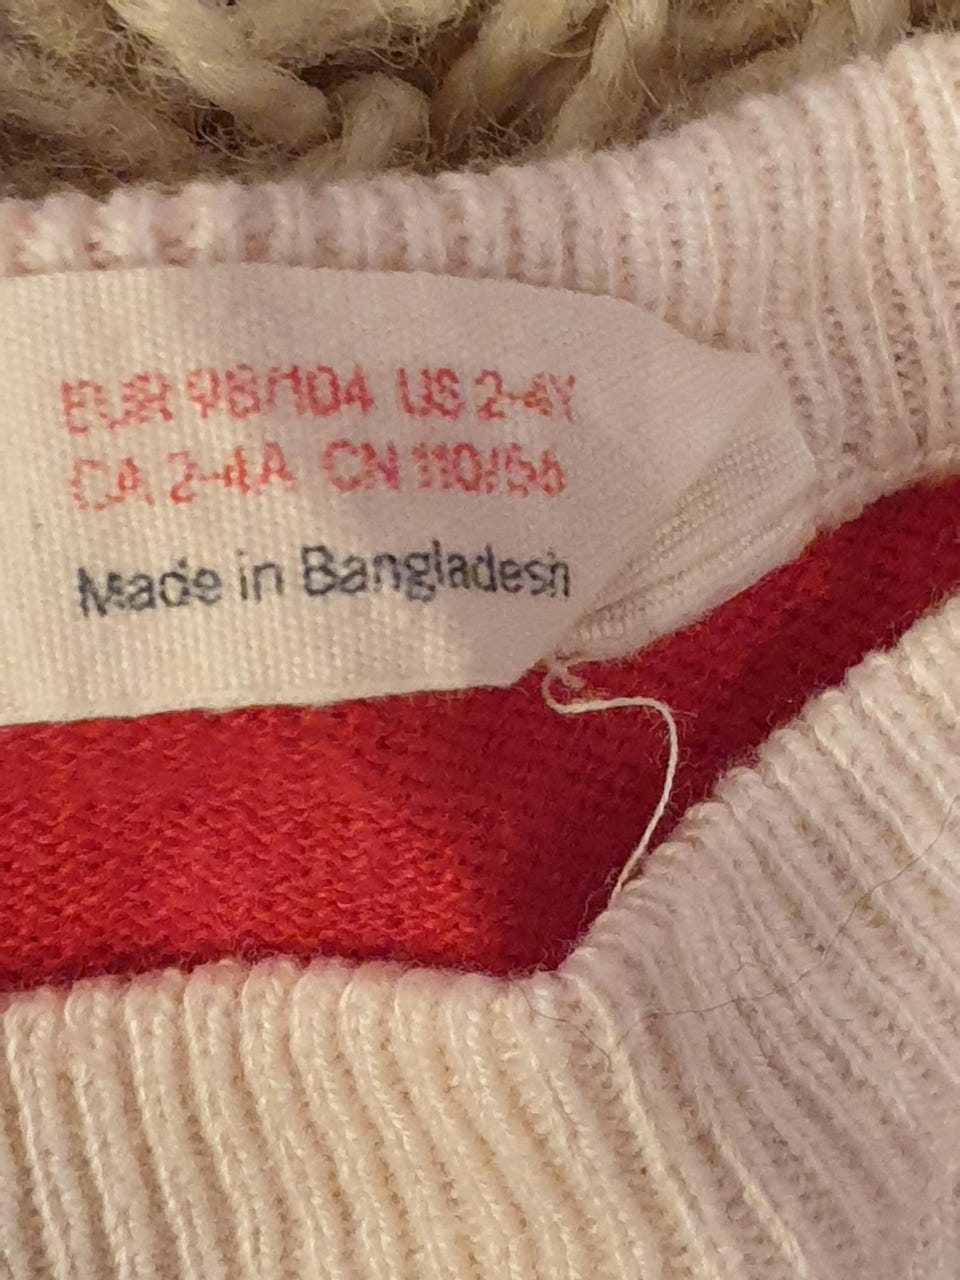 EUR 98/104 US 2-4Y
CA 2-4A CN 110/56
Made in Bangladesh